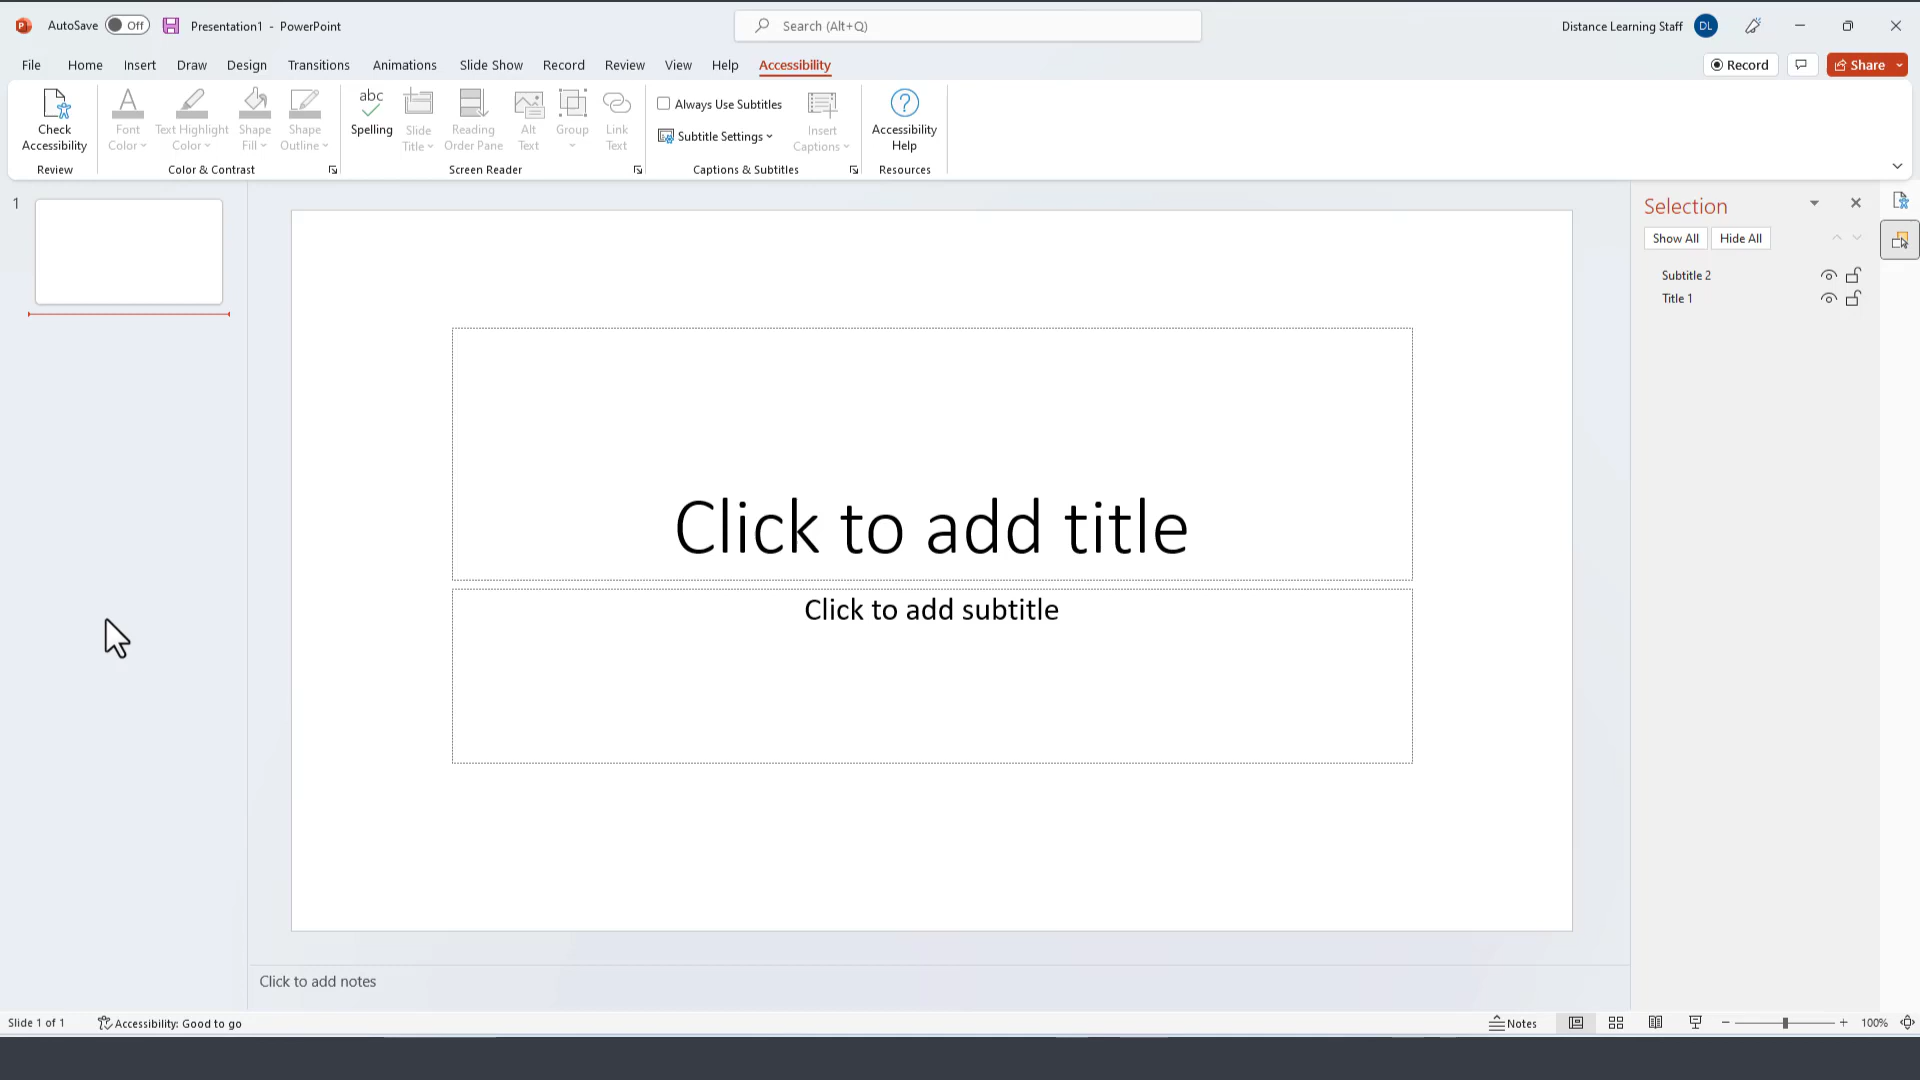 AutoSave Off Presentation1 - PowerPoint Search (Alt+Q) Distance Learning Staff DL
File Home Insert Draw Design Transitions Animations Slide Show Record Review View Help Accessibility Record Share
Check Accessibility
Font Color
Text Highlight Color
Shape Fill
Shape Outline
abc
Spelling
Slide Title
Reading Order Pane
Alt Text
Group
Link Text
Always Use Subtitles
Subtitle Settings
Insert Captions
Accessibility Help
Review Color & Contrast Screen Reader Captions & Subtitles Resources
1
Click to add title
Click to add subtitle
Click to add notes
Selection
Show All Hide All
Subtitle 2
Title 1
Slide 1 of 1 Accessibility: Good to go Notes 100%